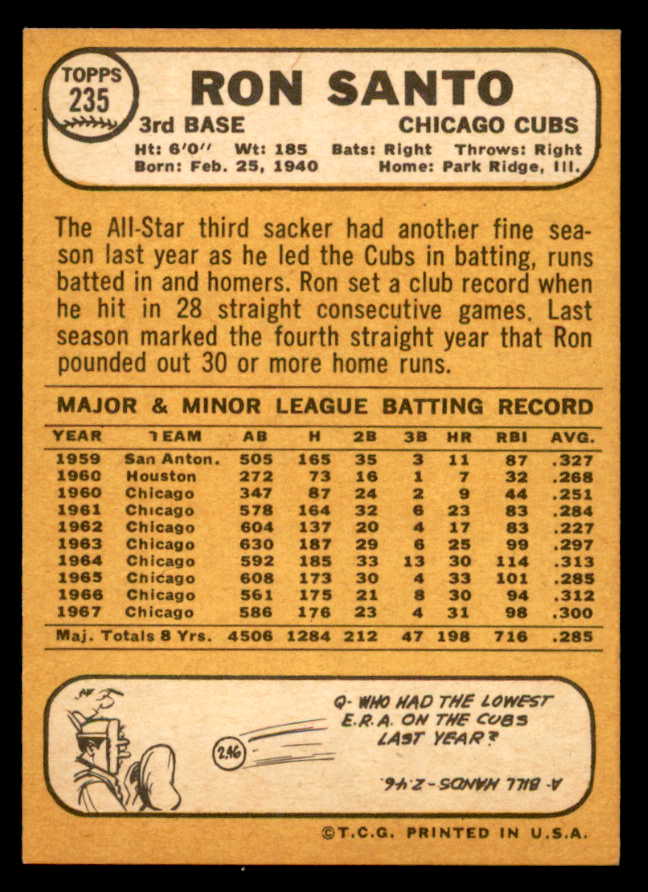 TOPPS
235
RON SANTO
3rd BASE CHICAGO CUBS
Ht: 6'0" Wt: 185 Bats: Right Throws: Right
Born: Feb. 25, 1940 Home: Park Ridge, Ill.
The All-Star third sacker had another fine sea-
son last year as he led the Cubs in batting, runs
batted in and homers. Ron set a club record when
he hit in 28 straight consecutive games. Last
season marked the fourth straight year that Ron
pounded out 30 or more home runs.
MAJOR & MINOR LEAGUE BATTING RECORD
YEAR TEAM AB H 2B 3B HR RBI AVG.
1959 San Anton. 505 165 35 3 11 87 .327
1960 Houston 272 73 16 1 7 32 .268
1960 Chicago 347 87 24 2 9 44 .251
1961 Chicago 578 164 32 6 23 83 .284
1962 Chicago 604 137 20 4 17 83 .227
1963 Chicago 630 187 29 6 25 99 .297
1964 Chicago 592 185 33 13 30 114 .313
1965 Chicago 608 173 30 4 33 101 .285
1966 Chicago 561 175 21 8 30 94 .312
1967 Chicago 586 176 23 4 31 98 .300
Maj. Totals 8 Yrs. 4506 1284 212 47 198 716 .285
Q- WHO HAD THE LOWEST
E.R.A. ON THE CUBS
LAST YEAR?
2.46
A- BILL HANDS-2.46.
©T.C.G. PRINTED IN U.S.A.